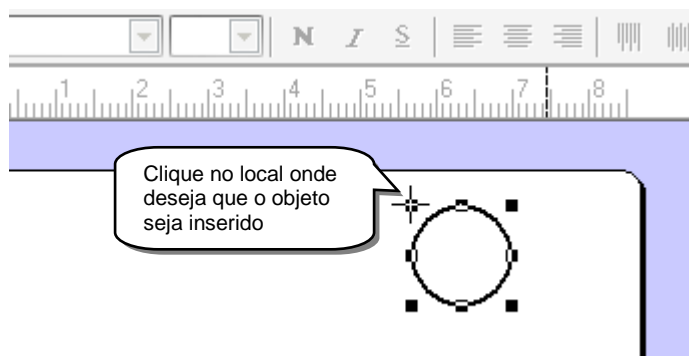 N I S
1 2 3 4 5 6 7 8
Clique no local onde
deseja que o objeto
seja inserido